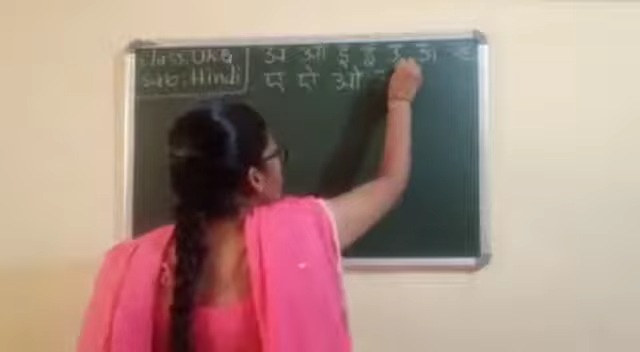 Class: UKG
Sub: Hindi
अ आ इ ई उ ऊ
ए ऐ ओ